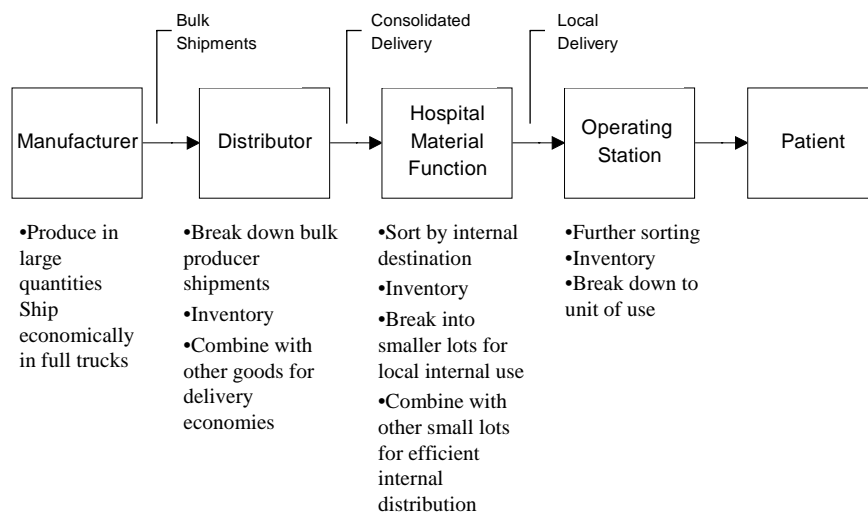 Bulk
Shipments
Consolidated
Delivery
Local
Delivery
Manufacturer
Distributor
Hospital
Material
Function
Operating
Station
Patient
•Produce in
large
quantities
Ship
economically
in full trucks
•Break down bulk
producer
shipments
•Inventory
•Combine with
other goods for
delivery
economies
•Sort by internal
destination
•Inventory
•Break into
smaller lots for
local internal use
•Combine with
other small lots
for efficient
internal
distribution
•Further sorting
•Inventory
•Break down to
unit of use